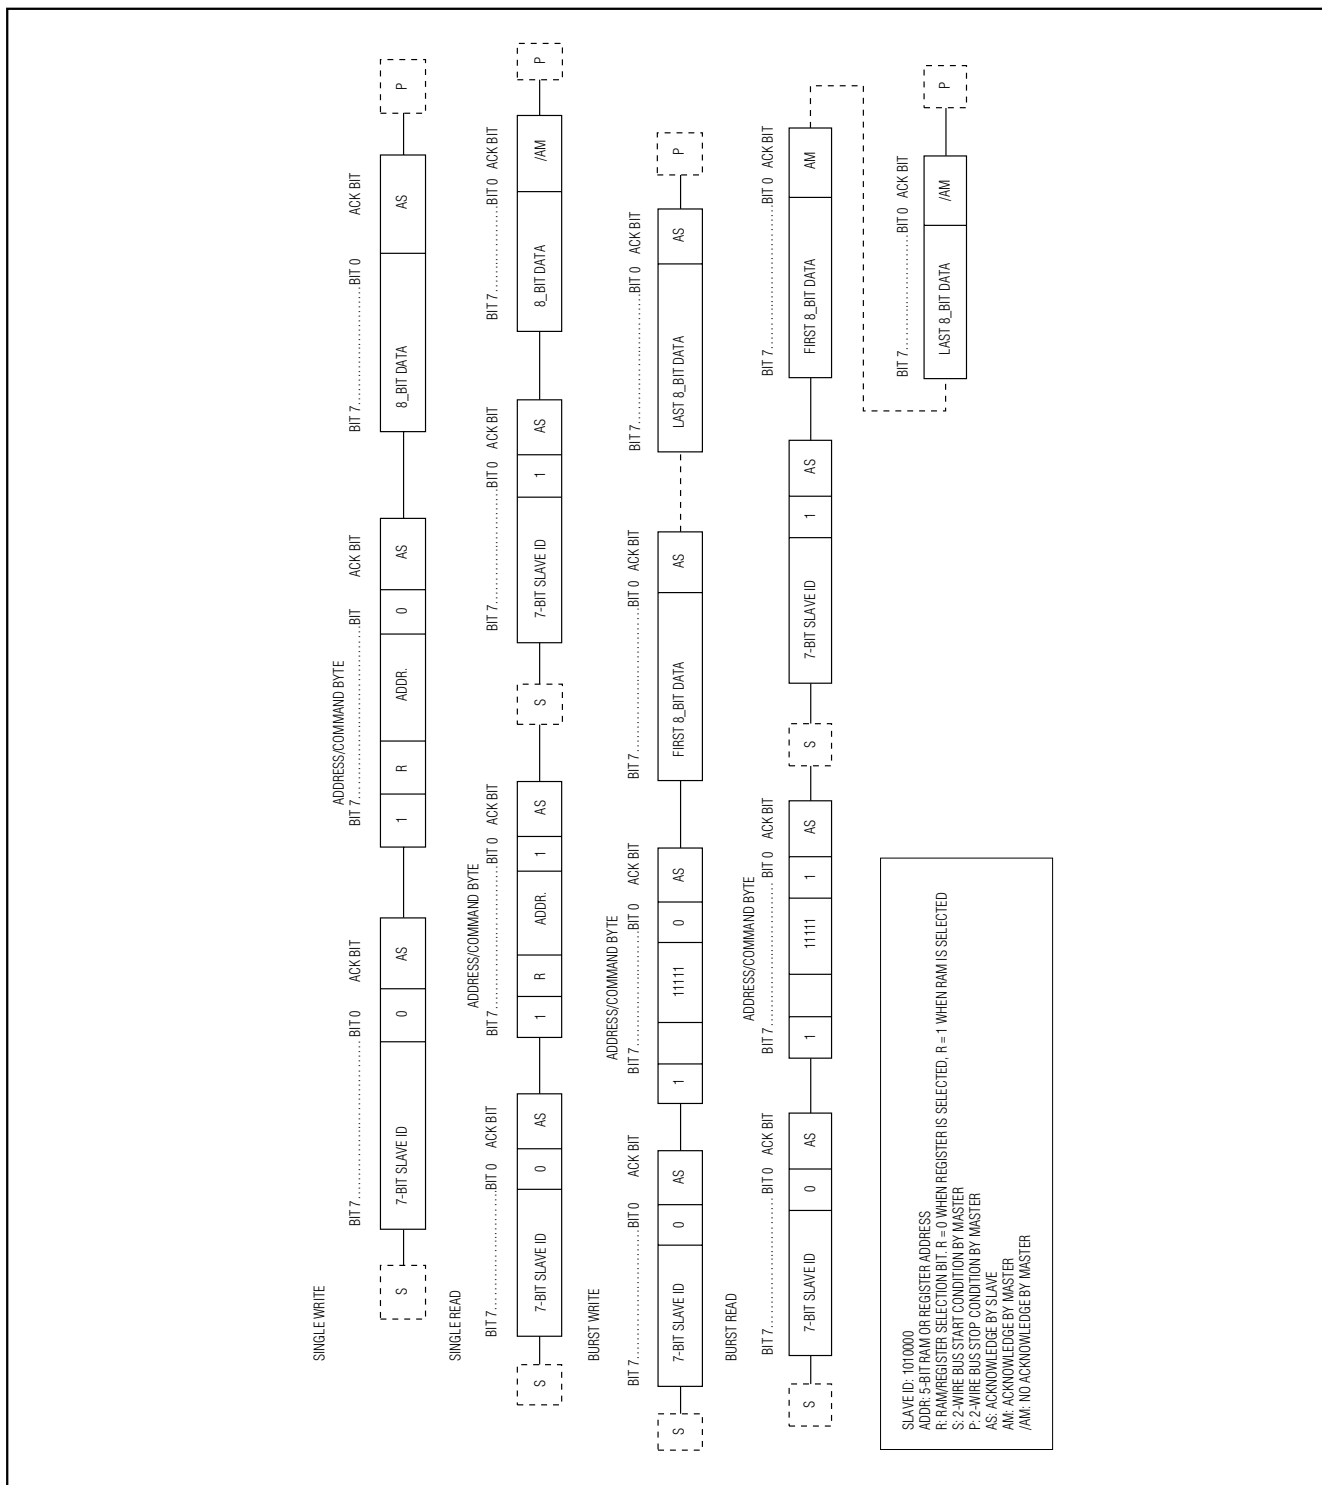 SINGLE WRITE
BIT 7................................BIT 0 ACK BIT
ADDRESS/COMMAND BYTE
BIT 7................................BIT ACK BIT
BIT 7................................BIT 0 ACK BIT
S 7-BIT SLAVE ID 0 AS 1 R ADDR. 0 AS 8_BIT DATA AS P
SINGLE READ
ADDRESS/COMMAND BYTE
BIT 7................................BIT 0 ACK BIT BIT 7................................BIT 0 ACK BIT BIT 7................................BIT 0 ACK BIT BIT 7................................BIT 0 ACK BIT
S 7-BIT SLAVE ID 0 AS 1 R ADDR. 1 AS S 7-BIT SLAVE ID 1 AS 8_BIT DATA /AM P
BURST WRITE
ADDRESS/COMMAND BYTE
BIT 7................................BIT 0 ACK BIT BIT 7................................BIT 0 ACK BIT BIT 7................................BIT 0 ACK BIT BIT 7................................BIT 0 ACK BIT
S 7-BIT SLAVE ID 0 AS 1 11111 0 AS FIRST 8_BIT DATA AS LAST 8_BIT DATA AS P
BURST READ
ADDRESS/COMMAND BYTE
BIT 7................................BIT 0 ACK BIT BIT 7................................BIT 0 ACK BIT BIT 7................................BIT 0 ACK BIT
S 7-BIT SLAVE ID 0 AS 1 11111 1 AS S 7-BIT SLAVE ID 1 AS FIRST 8_BIT DATA AM
BIT 7................................BIT 0 ACK BIT
LAST 8_BIT DATA /AM P
SLAVE ID: 1010000
ADDR: 5-BIT RAM OR REGISTER ADDRESS
R: RAM/REGISTER SELECTION BIT. R = 0 WHEN REGISTER IS SELECTED, R = 1 WHEN RAM IS SELECTED
S: 2-WIRE BUS START CONDITION BY MASTER
P: 2-WIRE BUS STOP CONDITION BY MASTER
AS: ACKNOWLEDGE BY SLAVE
AM: ACKNOWLEDGE BY MASTER
/AM: NO ACKNOWLEDGE BY MASTER